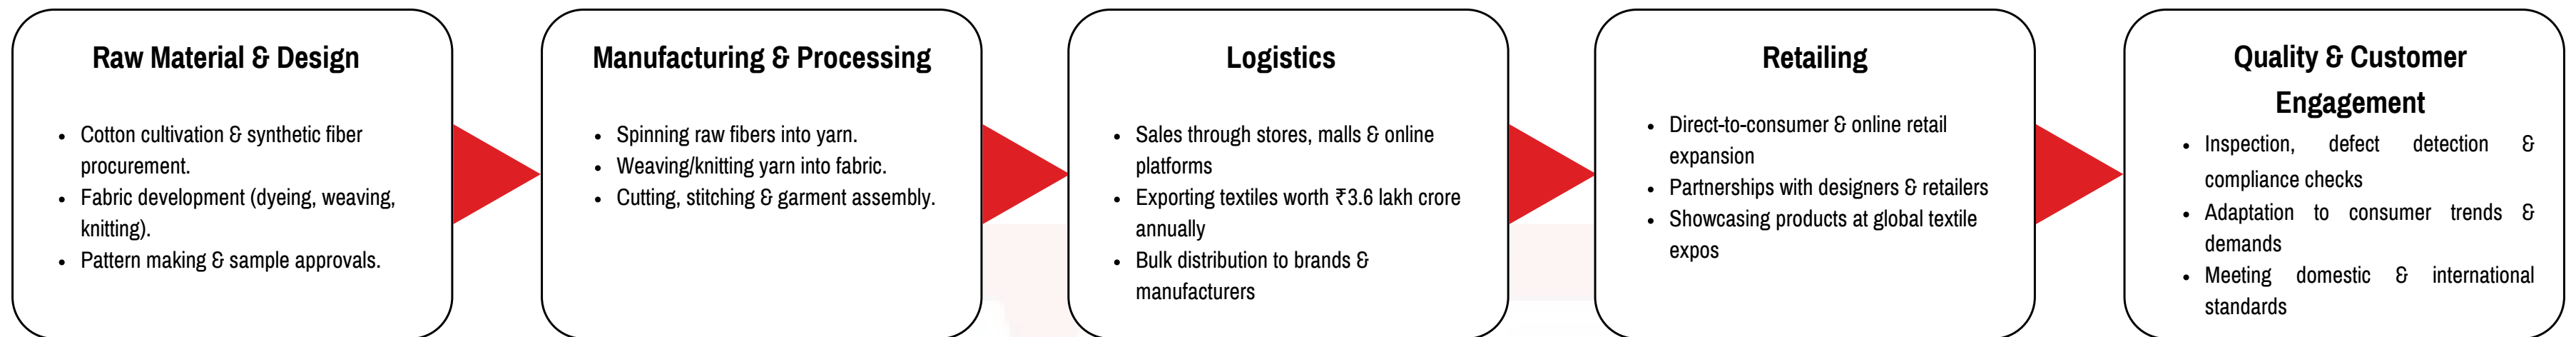 Raw Material & Design
• Cotton cultivation & synthetic fiber
procurement.
• Fabric development (dyeing, weaving,
knitting).
• Pattern making & sample approvals.
Manufacturing & Processing
• Spinning raw fibers into yarn.
• Weaving/knitting yarn into fabric.
• Cutting, stitching & garment assembly.
Logistics
• Sales through stores, malls & online
platforms
• Exporting textiles worth ₹3.6 lakh crore
annually
• Bulk distribution to brands &
manufacturers
Retailing
• Direct-to-consumer & online retail
expansion
• Partnerships with designers & retailers
• Showcasing products at global textile
expos
Quality & Customer
Engagement
• Inspection, defect detection &
compliance checks
• Adaptation to consumer trends &
demands
• Meeting domestic & international
standards